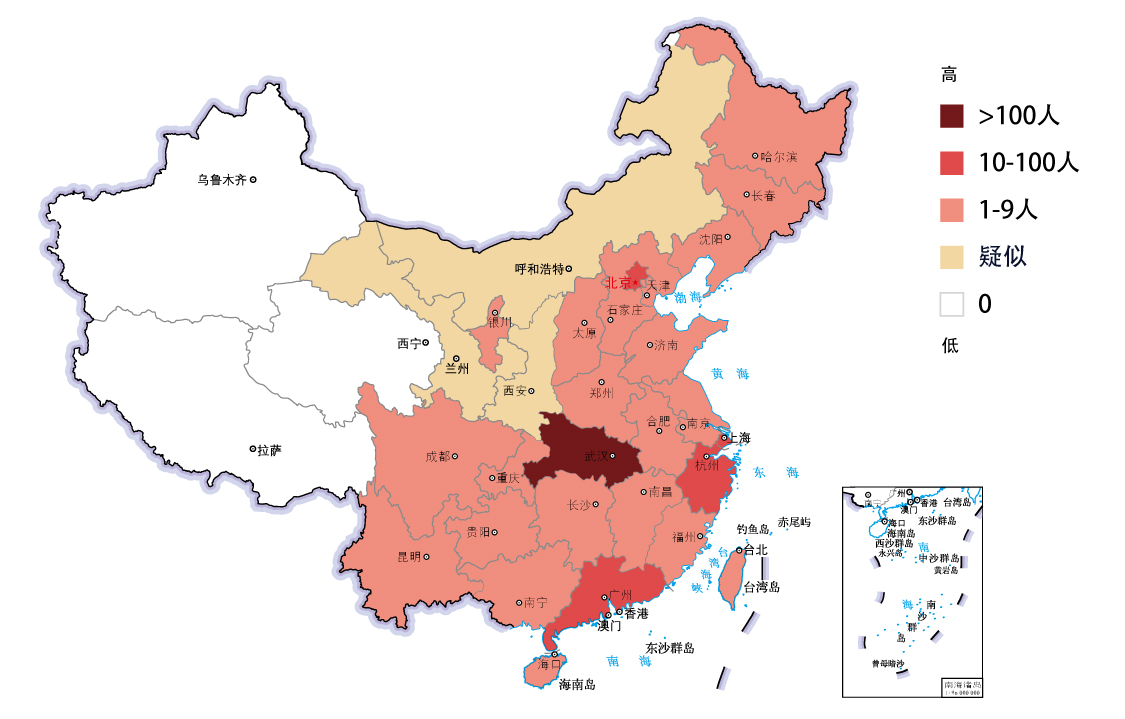 高
>100人
10-100人
1-9人
疑似
0
低
哈尔滨
乌鲁木齐
长春
沈阳
呼和浩特
北京
天津
渤海
银川
石家庄
太原
西宁
济南
兰州
黄 海
西安
郑州
合肥
南京
上海
拉萨
成都
武汉
杭州
东 海
重庆
南昌
长沙
赤尾屿
钓鱼岛
贵阳
福州
台北
昆明
台湾海峡
台湾岛
南宁
广州
香港
澳门
东沙群岛
海口
南 海
海南岛
南宁
广州
香港
台湾岛
澳门
海口
东沙群岛
海南岛
西沙群岛
南
永兴岛
中沙群岛
黄岩岛
海
南沙群岛
曾母暗沙
南海诸岛